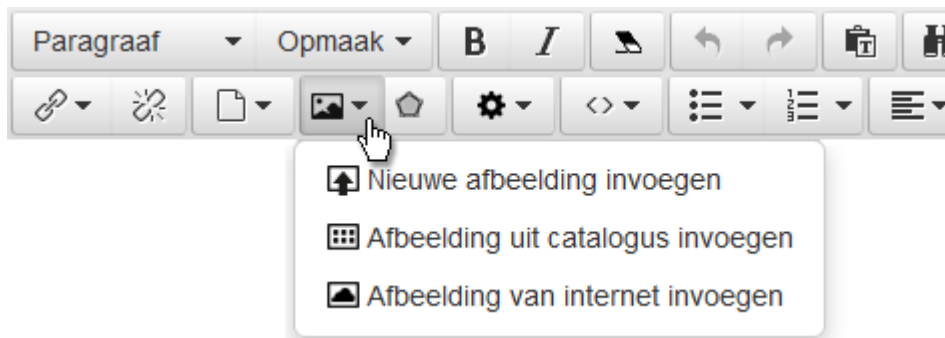 Paragraaf Opmaak B I
Nieuwe afbeelding invoegen
Afbeelding uit catalogus invoegen
Afbeelding van internet invoegen